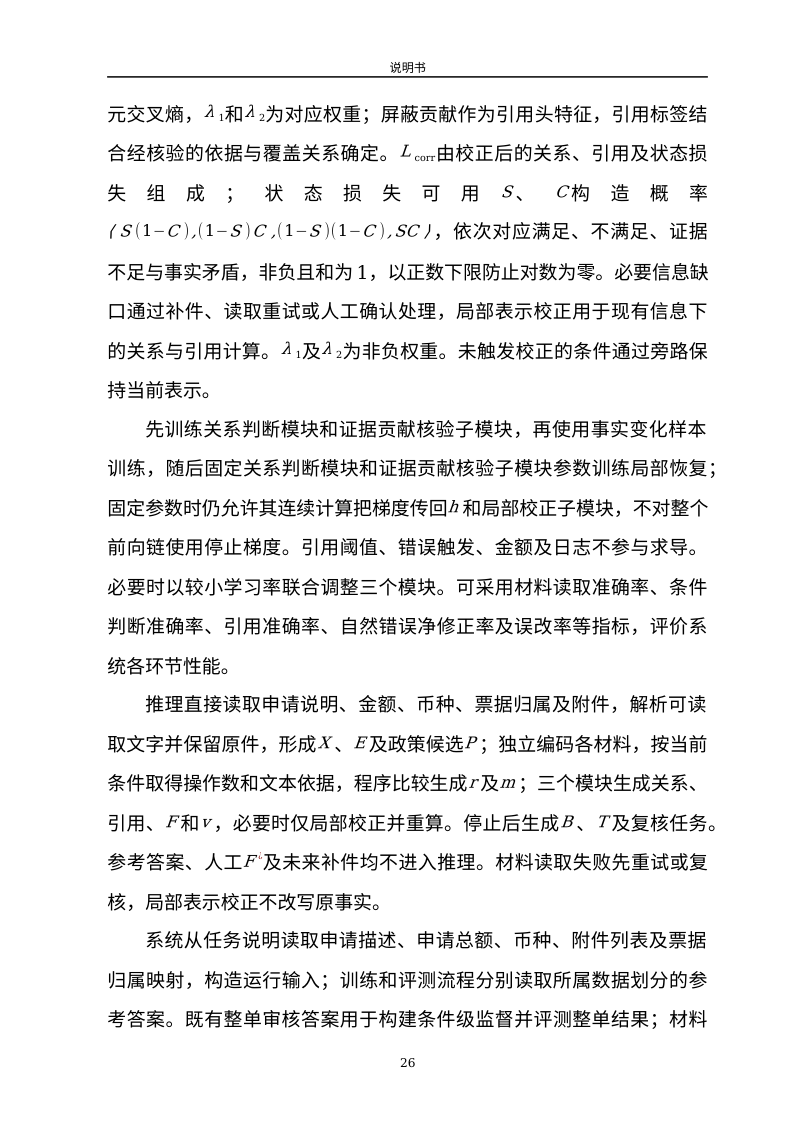 说明书
元交叉熵，λ₁和λ₂为对应权重；屏蔽贡献作为引用头特征，引用标签结
合经核验的依据与覆盖关系确定。L_corr由校正后的关系、引用及状态损
失组成；状态损失可用S、C构造概率
(S(1−C),(1−S)C,(1−S)(1−C),SC)，依次对应满足、不满足、证据
不足与事实矛盾，非负且和为 1，以正数下限防止对数为零。必要信息缺
口通过补件、读取重试或人工确认处理，局部表示校正用于现有信息下
的关系与引用计算。λ₁及λ₂为非负权重。未触发校正的条件通过旁路保
持当前表示。
先训练关系判断模块和证据贡献核验子模块，再使用事实变化样本
训练，随后固定关系判断模块和证据贡献核验子模块参数训练局部恢复；
固定参数时仍允许其连续计算把梯度传回h和局部校正子模块，不对整个
前向链使用停止梯度。引用阈值、错误触发、金额及日志不参与求导。
必要时以较小学习率联合调整三个模块。可采用材料读取准确率、条件
判断准确率、引用准确率、自然错误净修正率及误改率等指标，评价系
统各环节性能。
推理直接读取申请说明、金额、币种、票据归属及附件，解析可读
取文字并保留原件，形成X、E及政策候选P；独立编码各材料，按当前
条件取得操作数和文本依据，程序比较生成r及m；三个模块生成关系、
引用、F和v，必要时仅局部校正并重算。停止后生成B、T及复核任务。
参考答案、人工F^¿及未来补件均不进入推理。材料读取失败先重试或复
核，局部表示校正不改写原事实。
系统从任务说明读取申请描述、申请总额、币种、附件列表及票据
归属映射，构造运行输入；训练和评测流程分别读取所属数据划分的参
考答案。既有整单审核答案用于构建条件级监督并评测整单结果；材料
26